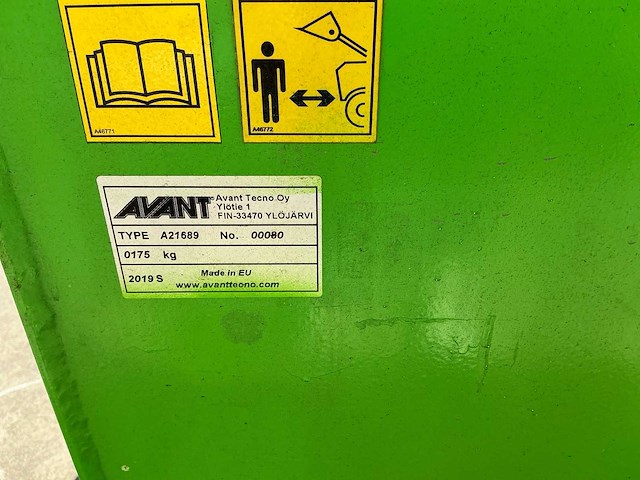 A46771
A46772
AVANT® Avant Tecno Oy
Ylötie 1
FIN-33470 YLÖJÄRVI
TYPE A21689 No. 00080
0175 kg
2019 S Made in EU
www.avanttecno.com